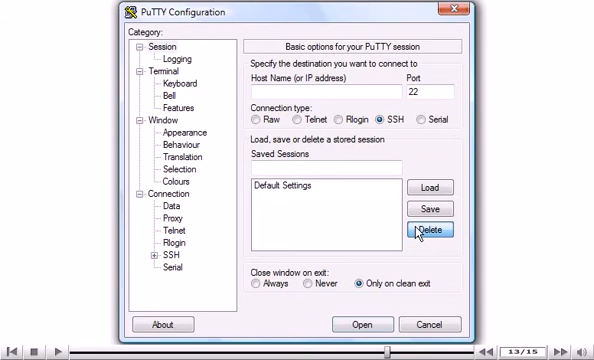 PuTTY Configuration
Category:
Session
Logging
Terminal
Keyboard
Bell
Features
Window
Appearance
Behaviour
Translation
Selection
Colours
Connection
Data
Proxy
Telnet
Rlogin
SSH
Serial
Basic options for your PuTTY session
Specify the destination you want to connect to
Host Name (or IP address) Port
22
Connection type:
Raw Telnet Rlogin SSH Serial
Load, save or delete a stored session
Saved Sessions
Default Settings
Load
Save
Delete
Close window on exit:
Always Never Only on clean exit
About Open Cancel
13/15